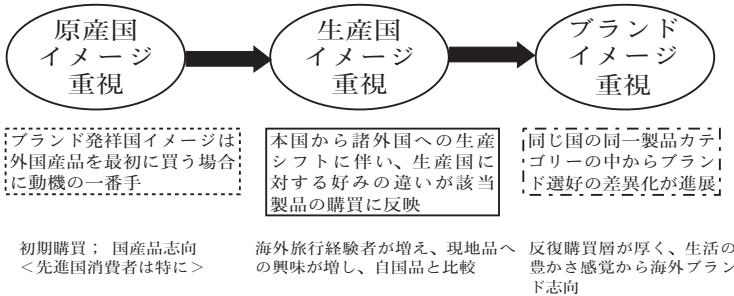 原産国
イメージ
重視
生産国
イメージ
重視
ブランド
イメージ
重視
ブランド発祥国イメージは
外国産品を最初に買う場合
に動機の一番手
本国から諸外国への生産
シフトに伴い、生産国に
対する好みの違いが該当
製品の購買に反映
同じ国の同一製品カテ
ゴリーの中からブラン
ド選好の差異化が進展
初期購買； 国産品志向
＜先進国消費者は特に＞
海外旅行経験者が増え、現地品へ
の興味が増し、自国品と比較
反復購買層が厚く、生活の
豊かさ感覚から海外ブラン
ド志向